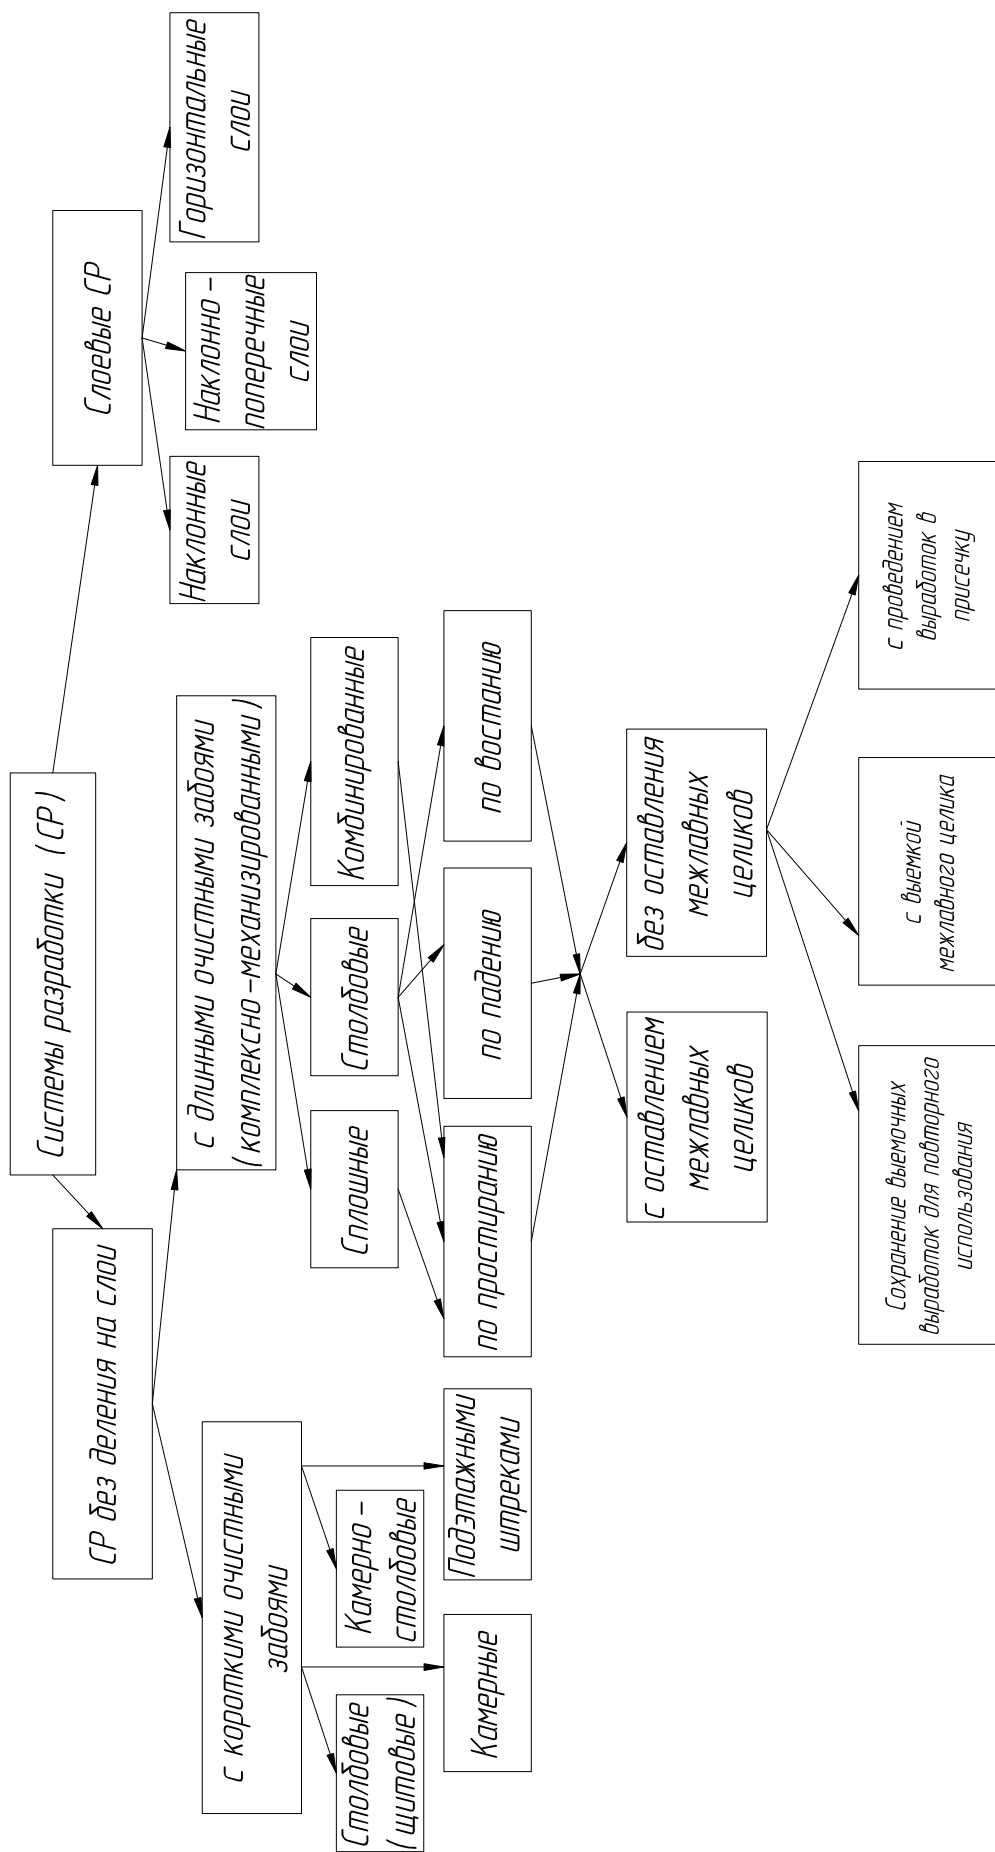 Системы разработки (СР)
СР без деления на слои
Слоевые СР
с короткими очистными
забоями
с длинными очистными забоями
(комплексно-механизированными)
Наклонные
слои
Наклонно-
поперечные
слои
Горизонтальные
слои
Столбовые
(щитовые)
Камерные
Камерно-
столбовые
Подэтажными
штреками
Сплошные
Столбовые
Комбинированные
по простиранию
по падению
по востанию
с оставлением
межлавных
целиков
без оставления
межлавных
целиков
Сохранение выемочных
выработок для повторного
использования
с выемкой
межлавного целика
с проведением
выработок в
присечку